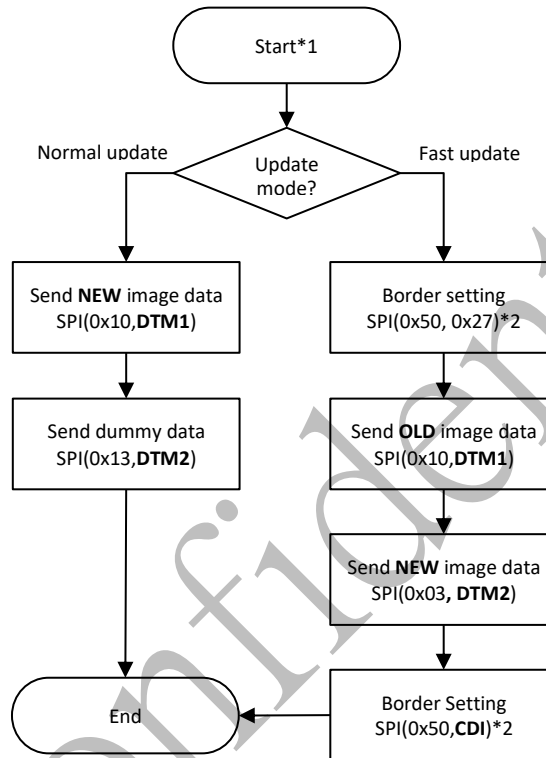 Start*1
Normal update
Update
mode?
Fast update
Send NEW image data
SPI(0x10,DTM1)
Send dummy data
SPI(0x13,DTM2)
Border setting
SPI(0x50, 0x27)*2
Send OLD image data
SPI(0x10,DTM1)
Send NEW image data
SPI(0x03, DTM2)
Border Setting
SPI(0x50,CDI)*2
End
onfident